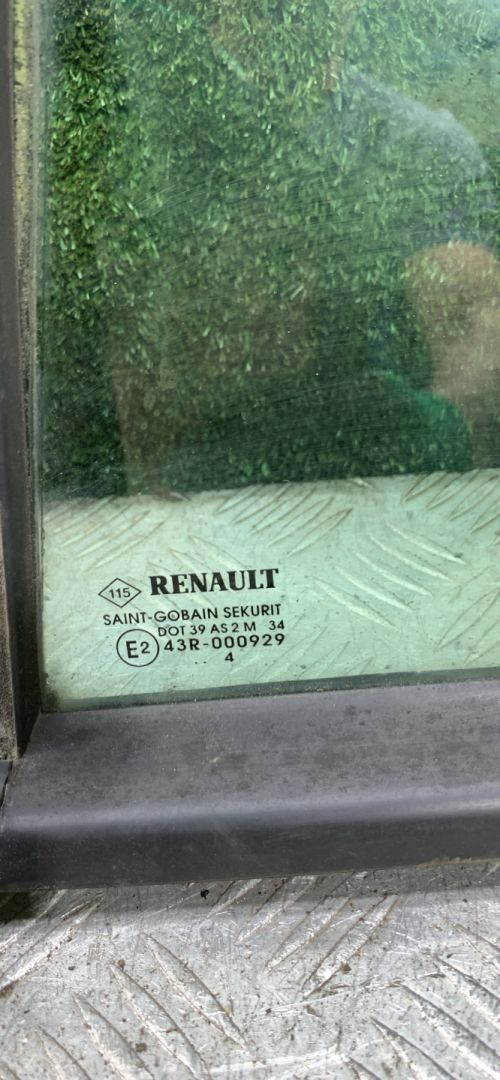 115 RENAULT
SAINT-GOBAIN SEKURIT
DOT 39 AS 2 M 34
E2 43R-000929
.. 4